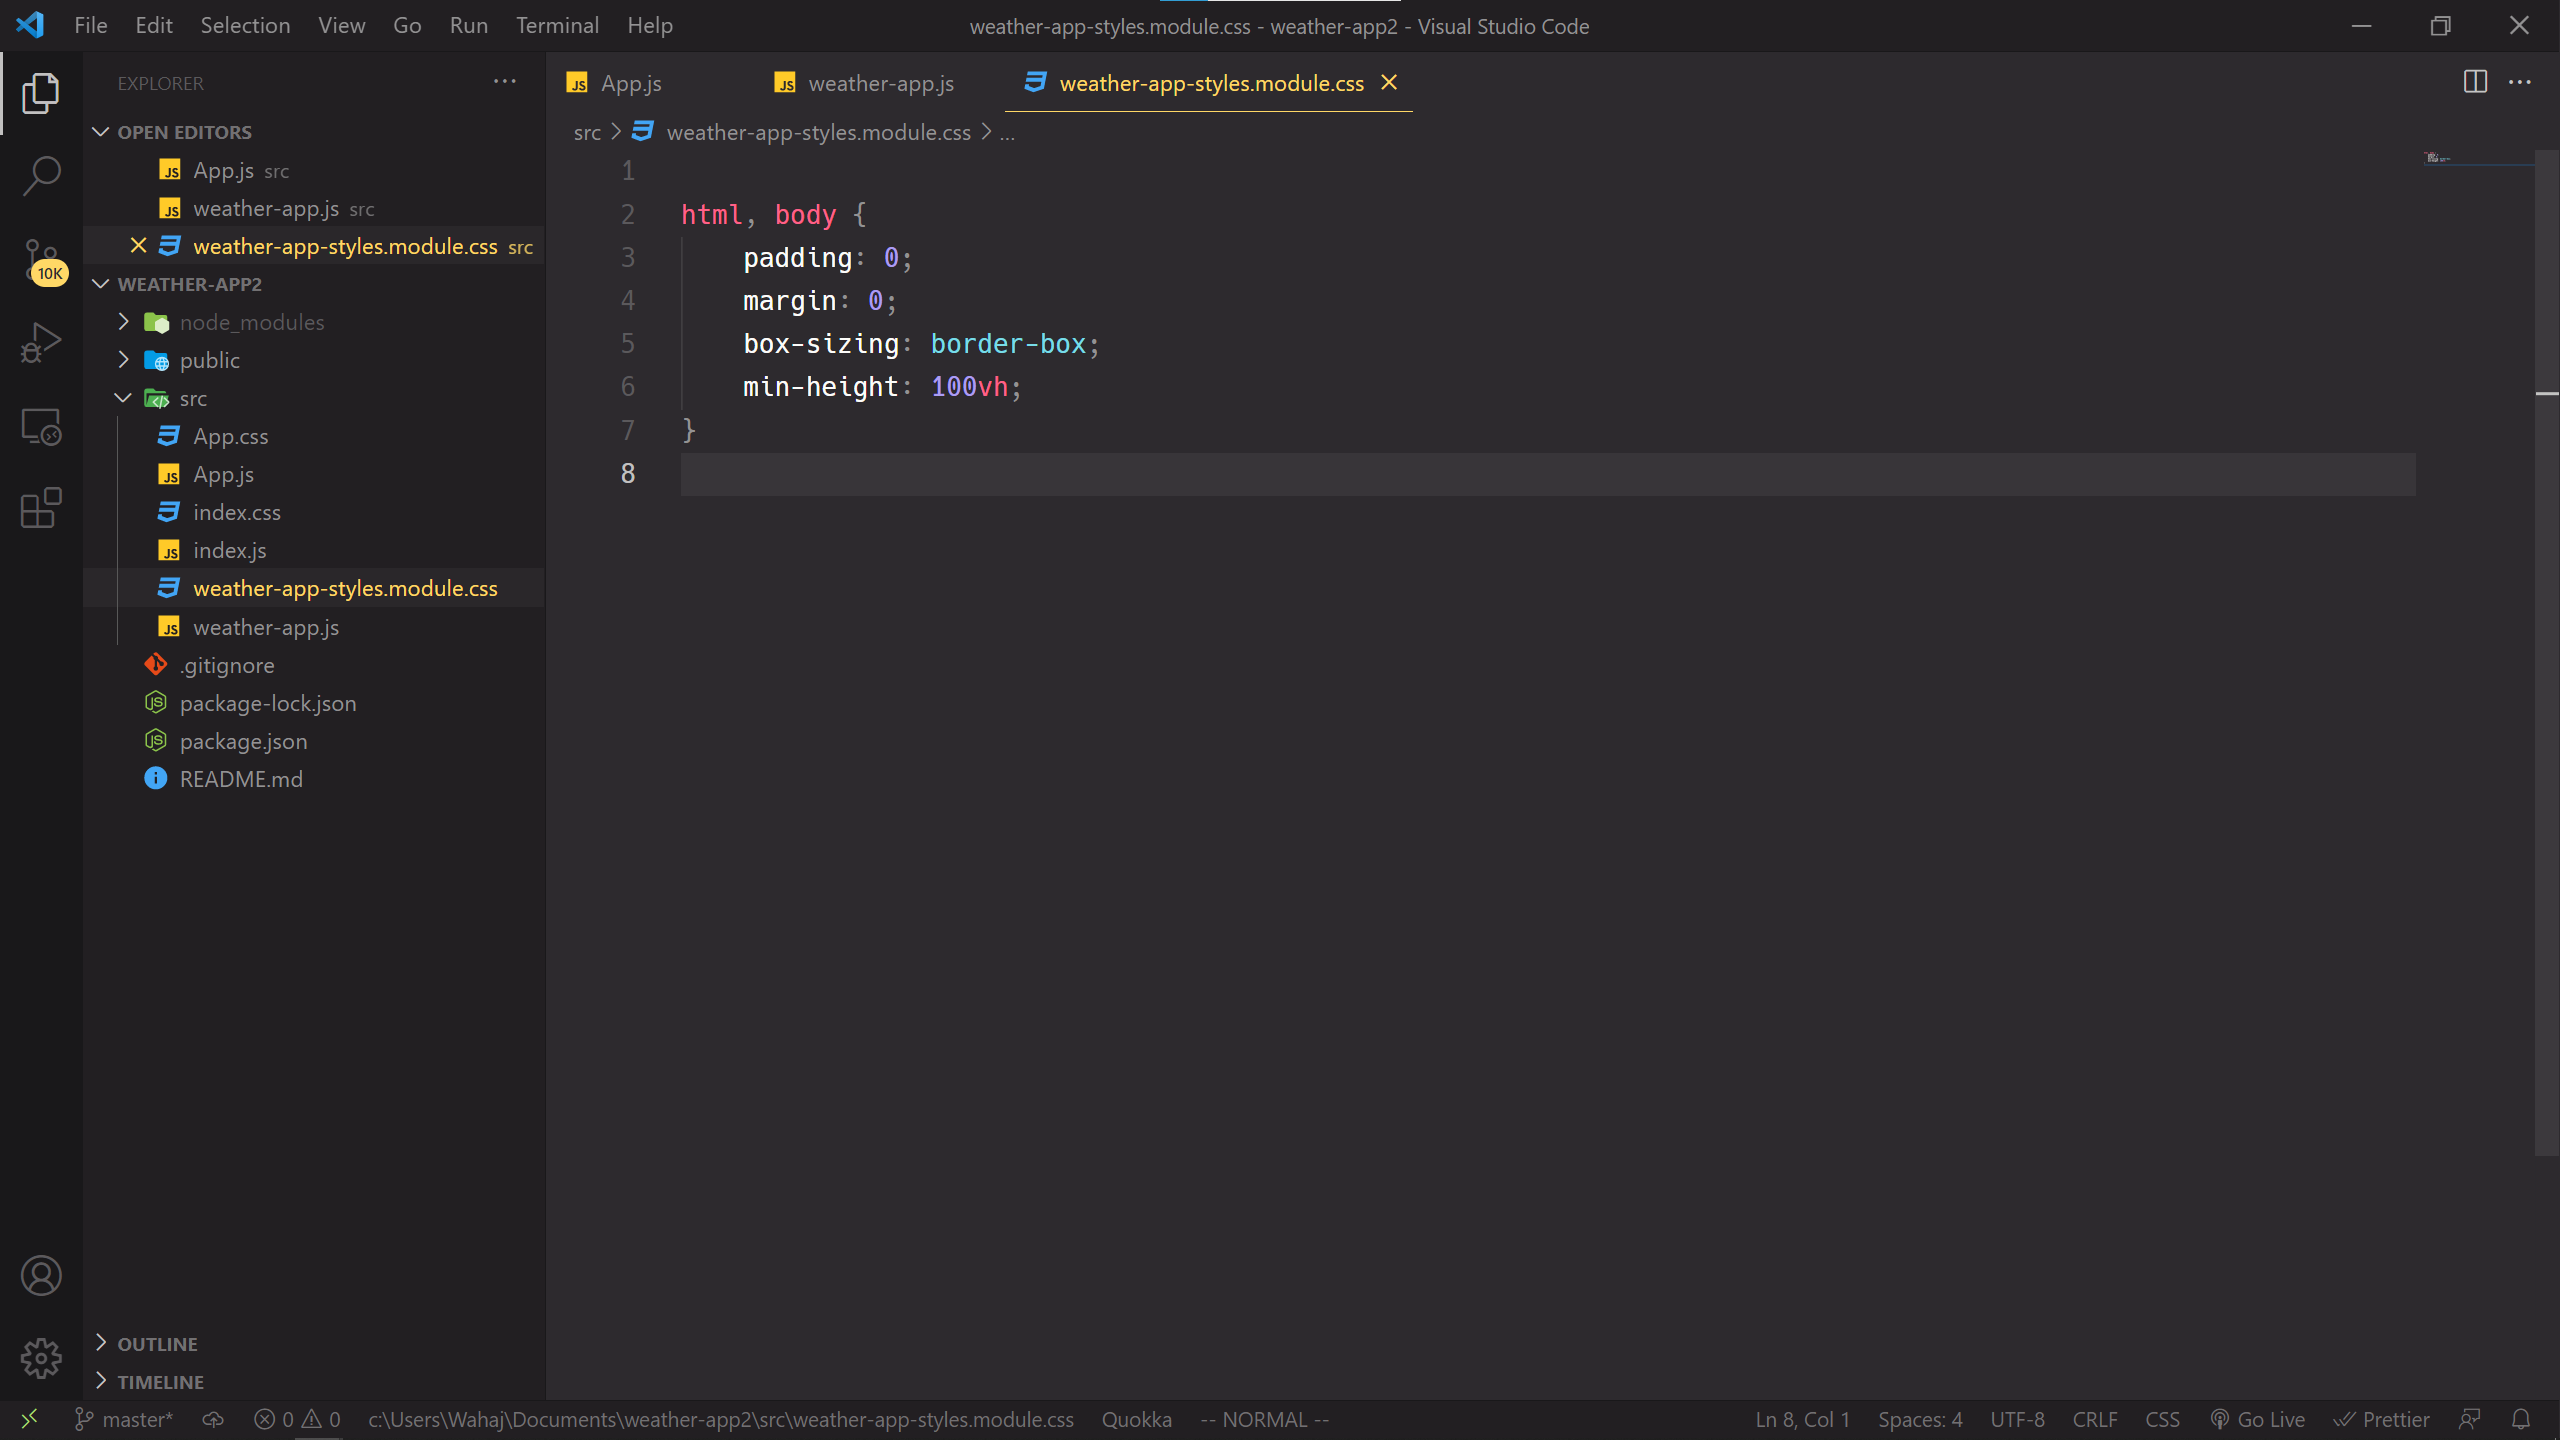 File Edit Selection View Go Run Terminal Help
weather-app-styles.module.css - weather-app2 - Visual Studio Code
EXPLORER
OPEN EDITORS
App.js src
weather-app.js src
weather-app-styles.module.css src
10K
WEATHER-APP2
node_modules
public
src
App.css
App.js
index.css
index.js
weather-app-styles.module.css
weather-app.js
.gitignore
package-lock.json
package.json
README.md
OUTLINE
TIMELINE
App.js weather-app.js weather-app-styles.module.css
src > weather-app-styles.module.css > ...
1
2 html, body {
3 padding: 0;
4 margin: 0;
5 box-sizing: border-box;
6 min-height: 100vh;
7 }
8
master* 0 0 c:\Users\Wahaj\Documents\weather-app2\src\weather-app-styles.module.css Quokka -- NORMAL -- Ln 8, Col 1 Spaces: 4 UTF-8 CRLF CSS Go Live Prettier